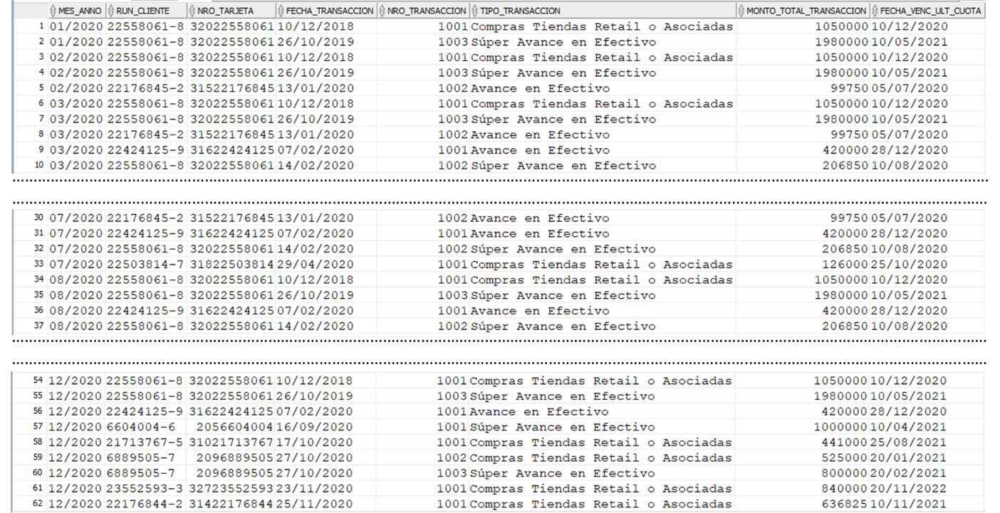 MES_ANNO RUN_CLIENTE NRO_TARJETA FECHA_TRANSACCION NRO_TRANSACCION TIPO_TRANSACCION MONTO_TOTAL_TRANSACCION FECHA_VENC_ULT_CUOTA
1 01/2020 22558061-8 32022558061 10/12/2018 1001 Compras Tiendas Retail o Asociadas 1050000 10/12/2020
2 01/2020 22558061-8 32022558061 26/10/2019 1003 Súper Avance en Efectivo 1980000 10/05/2021
3 02/2020 22558061-8 32022558061 10/12/2018 1001 Compras Tiendas Retail o Asociadas 1050000 10/12/2020
4 02/2020 22558061-8 32022558061 26/10/2019 1003 Súper Avance en Efectivo 1980000 10/05/2021
5 02/2020 22176845-2 31522176845 13/01/2020 1002 Avance en Efectivo 99750 05/07/2020
6 03/2020 22558061-8 32022558061 10/12/2018 1001 Compras Tiendas Retail o Asociadas 1050000 10/12/2020
7 03/2020 22558061-8 32022558061 26/10/2019 1003 Súper Avance en Efectivo 1980000 10/05/2021
8 03/2020 22176845-2 31522176845 13/01/2020 1002 Avance en Efectivo 99750 05/07/2020
9 03/2020 22424125-9 31622424125 07/02/2020 1001 Avance en Efectivo 420000 28/12/2020
10 03/2020 22558061-8 32022558061 14/02/2020 1002 Súper Avance en Efectivo 206850 10/08/2020
30 07/2020 22176845-2 31522176845 13/01/2020 1002 Avance en Efectivo 99750 05/07/2020
31 07/2020 22424125-9 31622424125 07/02/2020 1001 Avance en Efectivo 420000 28/12/2020
32 07/2020 22558061-8 32022558061 14/02/2020 1002 Súper Avance en Efectivo 206850 10/08/2020
33 07/2020 22503814-7 31822503814 29/04/2020 1001 Compras Tiendas Retail o Asociadas 126000 25/10/2020
34 08/2020 22558061-8 32022558061 10/12/2018 1001 Compras Tiendas Retail o Asociadas 1050000 10/12/2020
35 08/2020 22558061-8 32022558061 26/10/2019 1003 Súper Avance en Efectivo 1980000 10/05/2021
36 08/2020 22424125-9 31622424125 07/02/2020 1001 Avance en Efectivo 420000 28/12/2020
37 08/2020 22558061-8 32022558061 14/02/2020 1002 Súper Avance en Efectivo 206850 10/08/2020
54 12/2020 22558061-8 32022558061 10/12/2018 1001 Compras Tiendas Retail o Asociadas 1050000 10/12/2020
55 12/2020 22558061-8 32022558061 26/10/2019 1003 Súper Avance en Efectivo 1980000 10/05/2021
56 12/2020 22424125-9 31622424125 07/02/2020 1001 Avance en Efectivo 420000 28/12/2020
57 12/2020 6604004-6 2056604004 16/09/2020 1001 Súper Avance en Efectivo 1000000 10/04/2021
58 12/2020 21713767-5 31021713767 17/10/2020 1001 Compras Tiendas Retail o Asociadas 441000 25/08/2021
59 12/2020 6889505-7 2096889505 27/10/2020 1002 Compras Tiendas Retail o Asociadas 525000 20/01/2021
60 12/2020 6889505-7 2096889505 27/10/2020 1003 Súper Avance en Efectivo 800000 20/02/2021
61 12/2020 23552593-3 32723552593 23/11/2020 1001 Compras Tiendas Retail o Asociadas 840000 20/11/2022
62 12/2020 22176844-2 31422176844 25/11/2020 1001 Compras Tiendas Retail o Asociadas 636825 10/11/2021